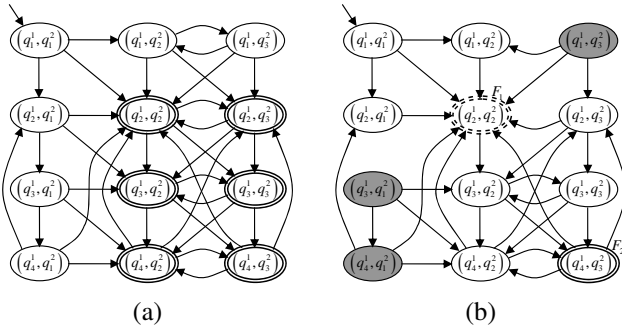 (q₁¹, q₁²) (q₁¹, q₂²) (q₁¹, q₃²) (q₁¹, q₁²) (q₁¹, q₂²) (q₁¹, q₃²)
F₁
(q₂¹, q₁²) (q₂¹, q₂²) (q₂¹, q₃²) (q₂¹, q₁²) (q₂¹, q₂²) (q₂¹, q₃²)
(q₃¹, q₁²) (q₃¹, q₂²) (q₃¹, q₃²) (q₃¹, q₁²) (q₃¹, q₂²) (q₃¹, q₃²)
F₂
(q₄¹, q₁²) (q₄¹, q₂²) (q₄¹, q₃²) (q₄¹, q₁²) (q₄¹, q₂²) (q₄¹, q₃²)
(a) (b)